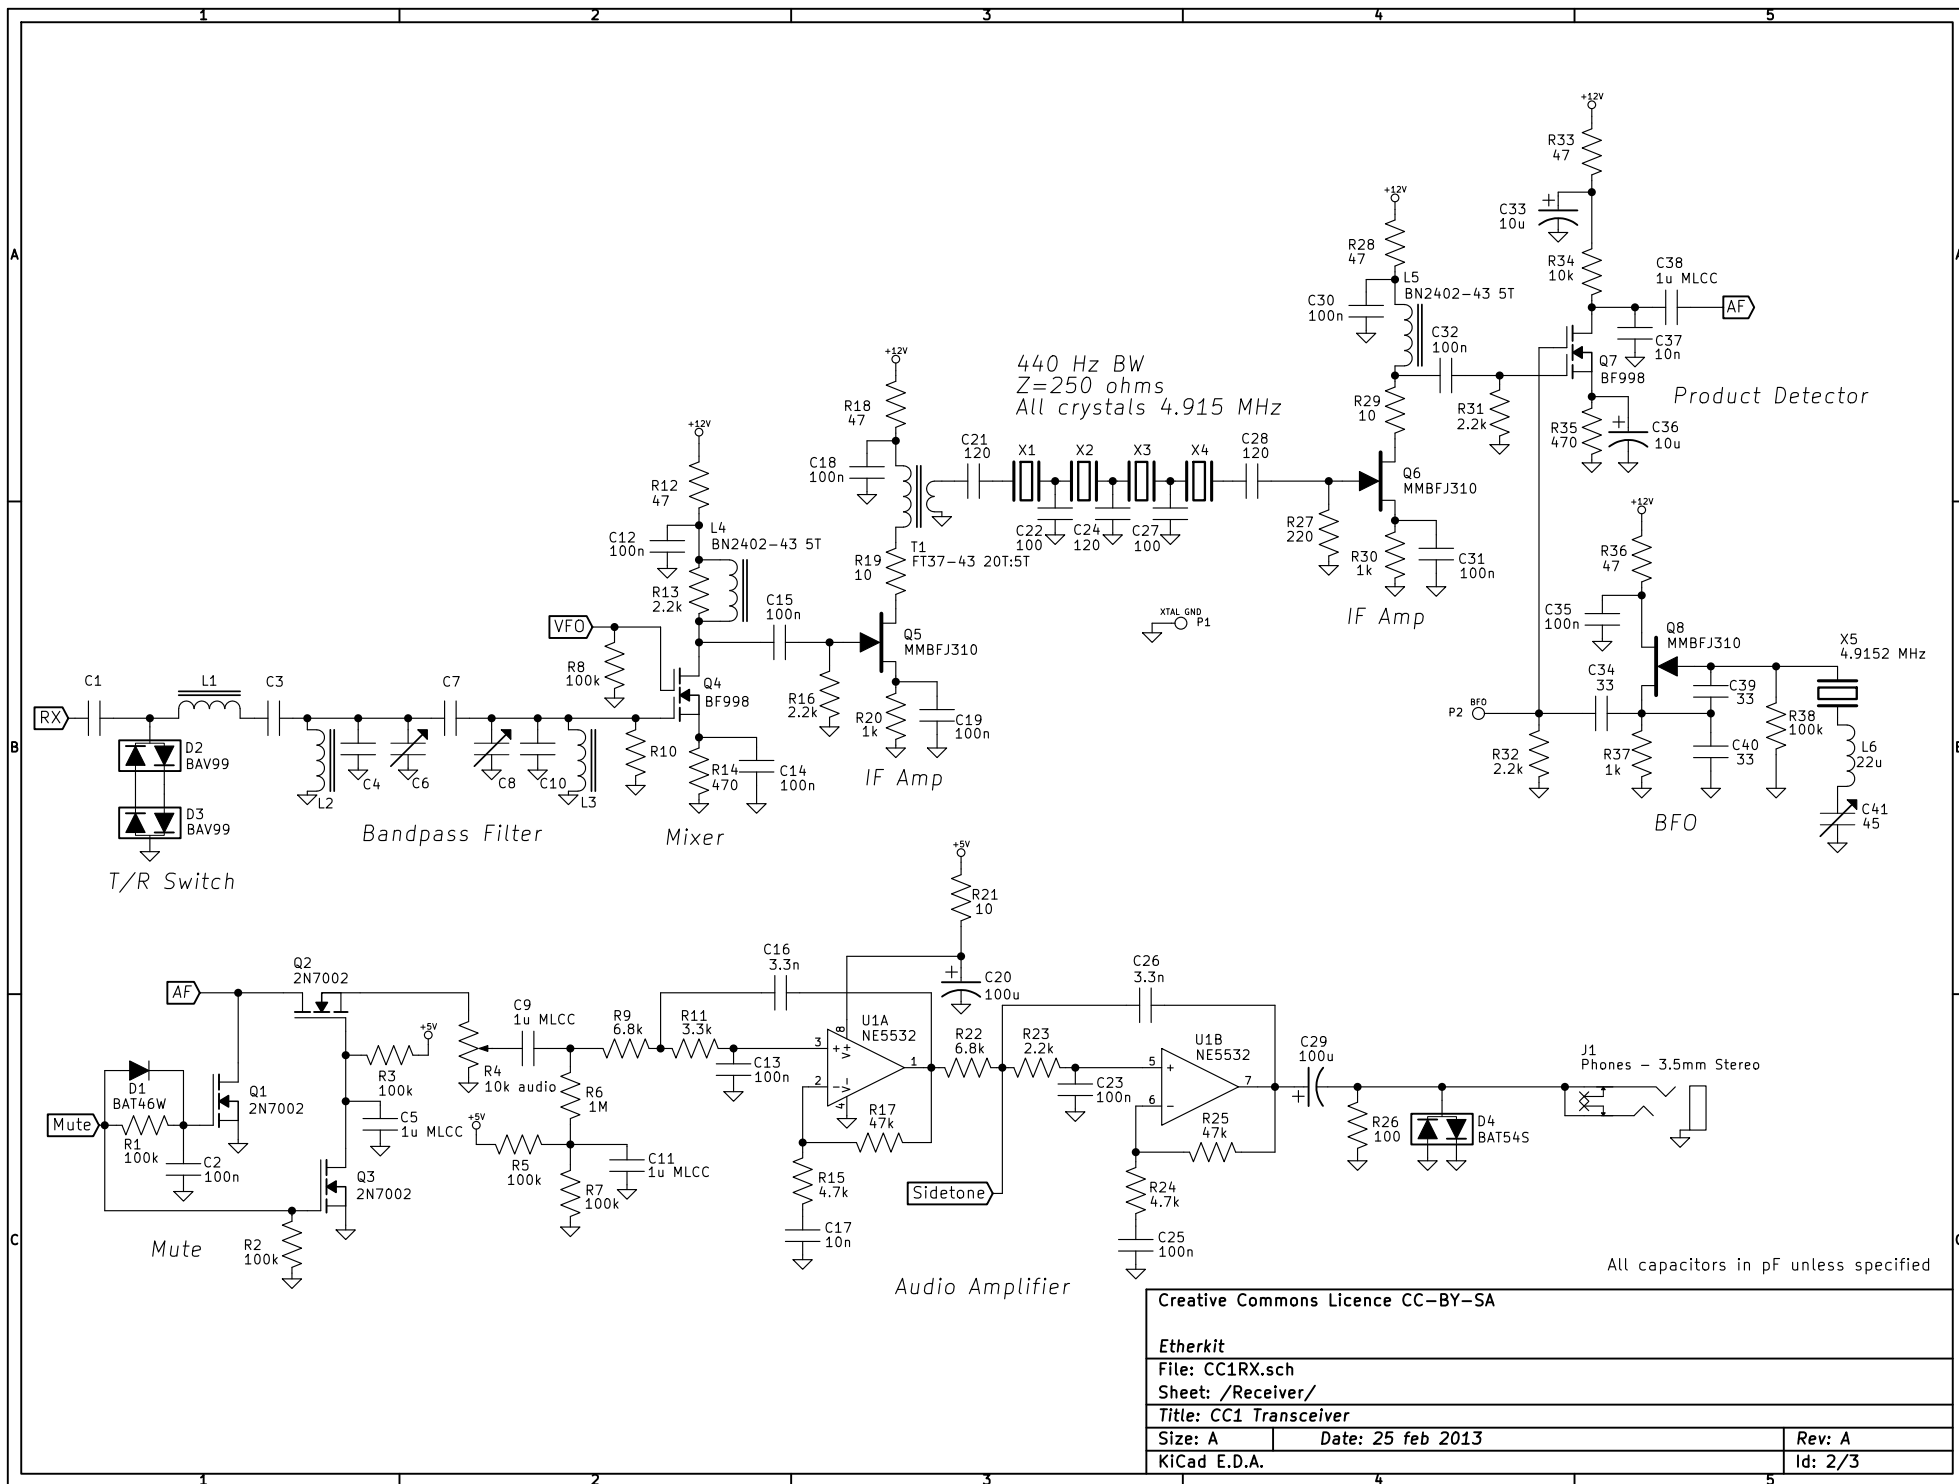 1 2 3 4 5
A
B
C
A
B
C
+12V
R33
47
C33
10u
R34
10k
C38
1u MLCC
AF
C37
10n
Q7
BF998
Product Detector
R35
470
C36
10u
+12V
R28
47
L5
BN2402-43 5T
C30
100n
C32
100n
R29
10
R31
2.2k
Q6
MMBFJ310
R27
220
R30
1k
C31
100n
IF Amp
440 Hz BW
Z=250 ohms
All crystals 4.915 MHz
C21
120
X1
X2
X3
X4
C28
120
C22
100
C24
120
C27
100
XTAL GND
P1
+12V
R18
47
C18
100n
T1
FT37-43 20T:5T
R19
10
Q5
MMBFJ310
R16
2.2k
R20
1k
C19
100n
IF Amp
+12V
R12
47
C12
100n
L4
BN2402-43 5T
R13
2.2k
C15
100n
VFO
R8
100k
Q4
BF998
R10
R14
470
C14
100n
Mixer
RX
C1
L1
C3
C7
D2
BAV99
D3
BAV99
L2
C4
C6
C8
C10
L3
T/R Switch
Bandpass Filter
+12V
R36
47
C35
100n
Q8
MMBFJ310
X5
4.9152 MHz
BFO
P2
C34
33
C39
33
R32
2.2k
R37
1k
C40
33
R38
100k
L6
22u
C41
45
BFO
AF
Q2
2N7002
+5V
R3
100k
D1
BAT46W
Mute
R1
100k
C2
100n
Q1
2N7002
C5
1u MLCC
Q3
2N7002
R2
100k
Mute
R4
10k audio
C9
1u MLCC
R9
6.8k
R11
3.3k
R6
1M
+5V
R5
100k
R7
100k
C11
1u MLCC
C16
3.3n
C13
100n
+5V
R21
10
C20
100u
U1A
NE5532
3
2
8
V+
V-
4
1
R17
47k
R15
4.7k
C17
10n
R22
6.8k
R23
2.2k
C23
100n
Sidetone
C26
3.3n
U1B
NE5532
5
6
7
R25
47k
R24
4.7k
C25
100n
C29
100u
R26
100
D4
BAT54S
J1
Phones - 3.5mm Stereo
Audio Amplifier
All capacitors in pF unless specified
Creative Commons Licence CC-BY-SA
Etherkit
File: CC1RX.sch
Sheet: /Receiver/
Title: CC1 Transceiver
Size: A Date: 25 feb 2013 Rev: A
KiCad E.D.A. Id: 2/3
1 2 3 4 5